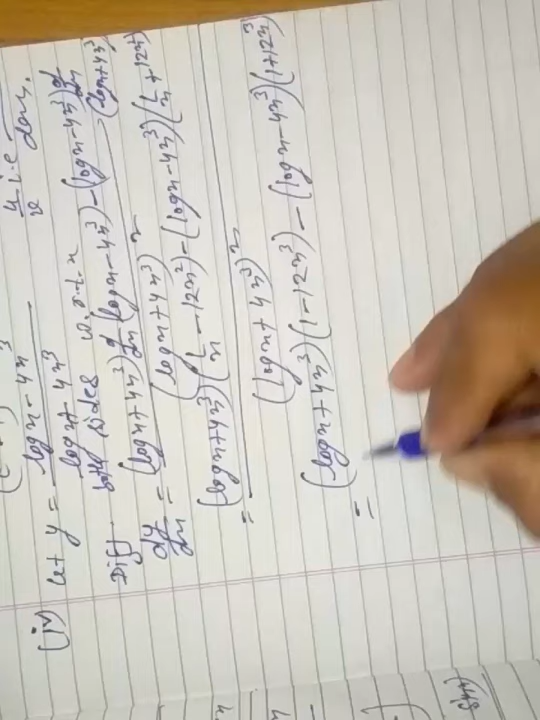 u/v i.e
(iv) Let y = (log x - 4x³)/(log x + 4x³)
Diff both sides w.r.t. x
dy/dx = ((log x + 4x³) d/dx (log x - 4x³) - (log x - 4x³) d/dx (log x + 4x³))/(log x + 4x³)²
= ((log x + 4x³)(1/x - 12x²) - (log x - 4x³)(1/x + 12x²))/(log x + 4x³)²
= (log x + 4x³)(1 - 12x³) - (log x - 4x³)(1 + 12x³)